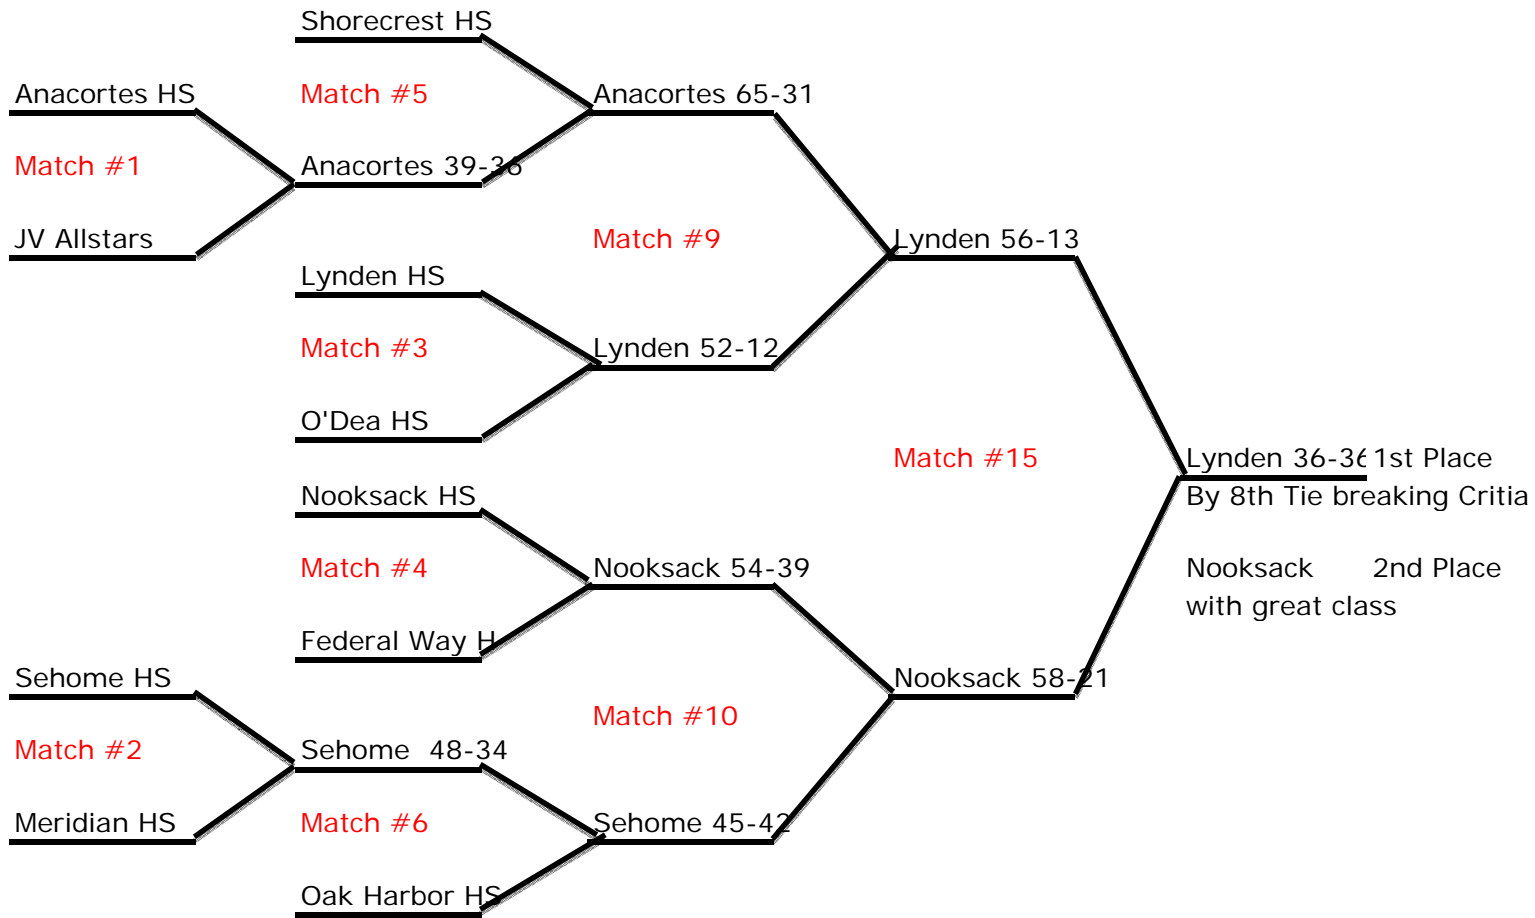 Shorecrest HS
Anacortes HS
Match #5
Anacortes 65-31
Match #1
Anacortes 39-36
JV Allstars
Match #9
Lynden 56-13
Lynden HS
Match #3
Lynden 52-12
O'Dea HS
Match #15
Lynden 36-36 1st Place
Nooksack HS
By 8th Tie breaking Critia
Match #4
Nooksack 54-39
Nooksack 2nd Place
with great class
Federal Way H
Sehome HS
Nooksack 58-21
Match #10
Match #2
Sehome 48-34
Meridian HS
Match #6
Sehome 45-42
Oak Harbor HS